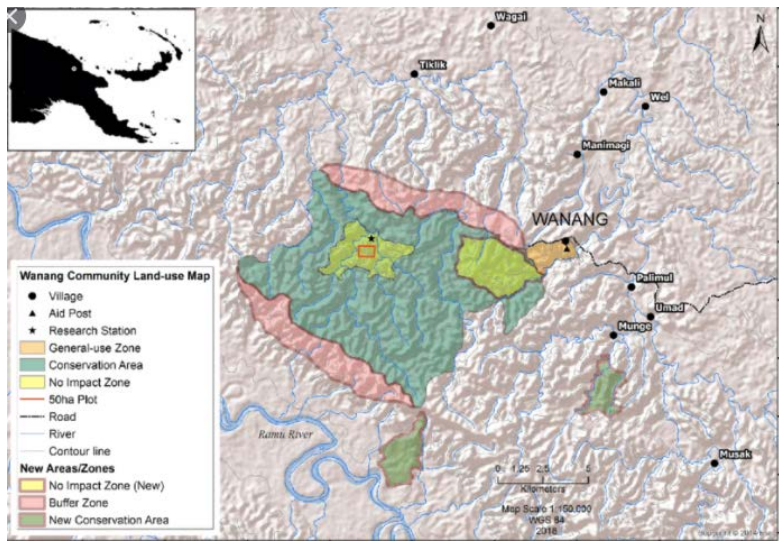 N
Wagai
Tiklik
Makali
Wel
Manimagi
WANANG
Palimul
Umad
Munge
Musak
Ramu River
Wanang Community Land-use Map
Village
Aid Post
Research Station
General-use Zone
Conservation Area
No Impact Zone
50ha Plot
Road
River
Contour line
New Areas/Zones
No Impact Zone (New)
Buffer Zone
New Conservation Area
0 1.25 2.5 5
Kilometers
Map Scale 1:150,000
WGS 84
2018